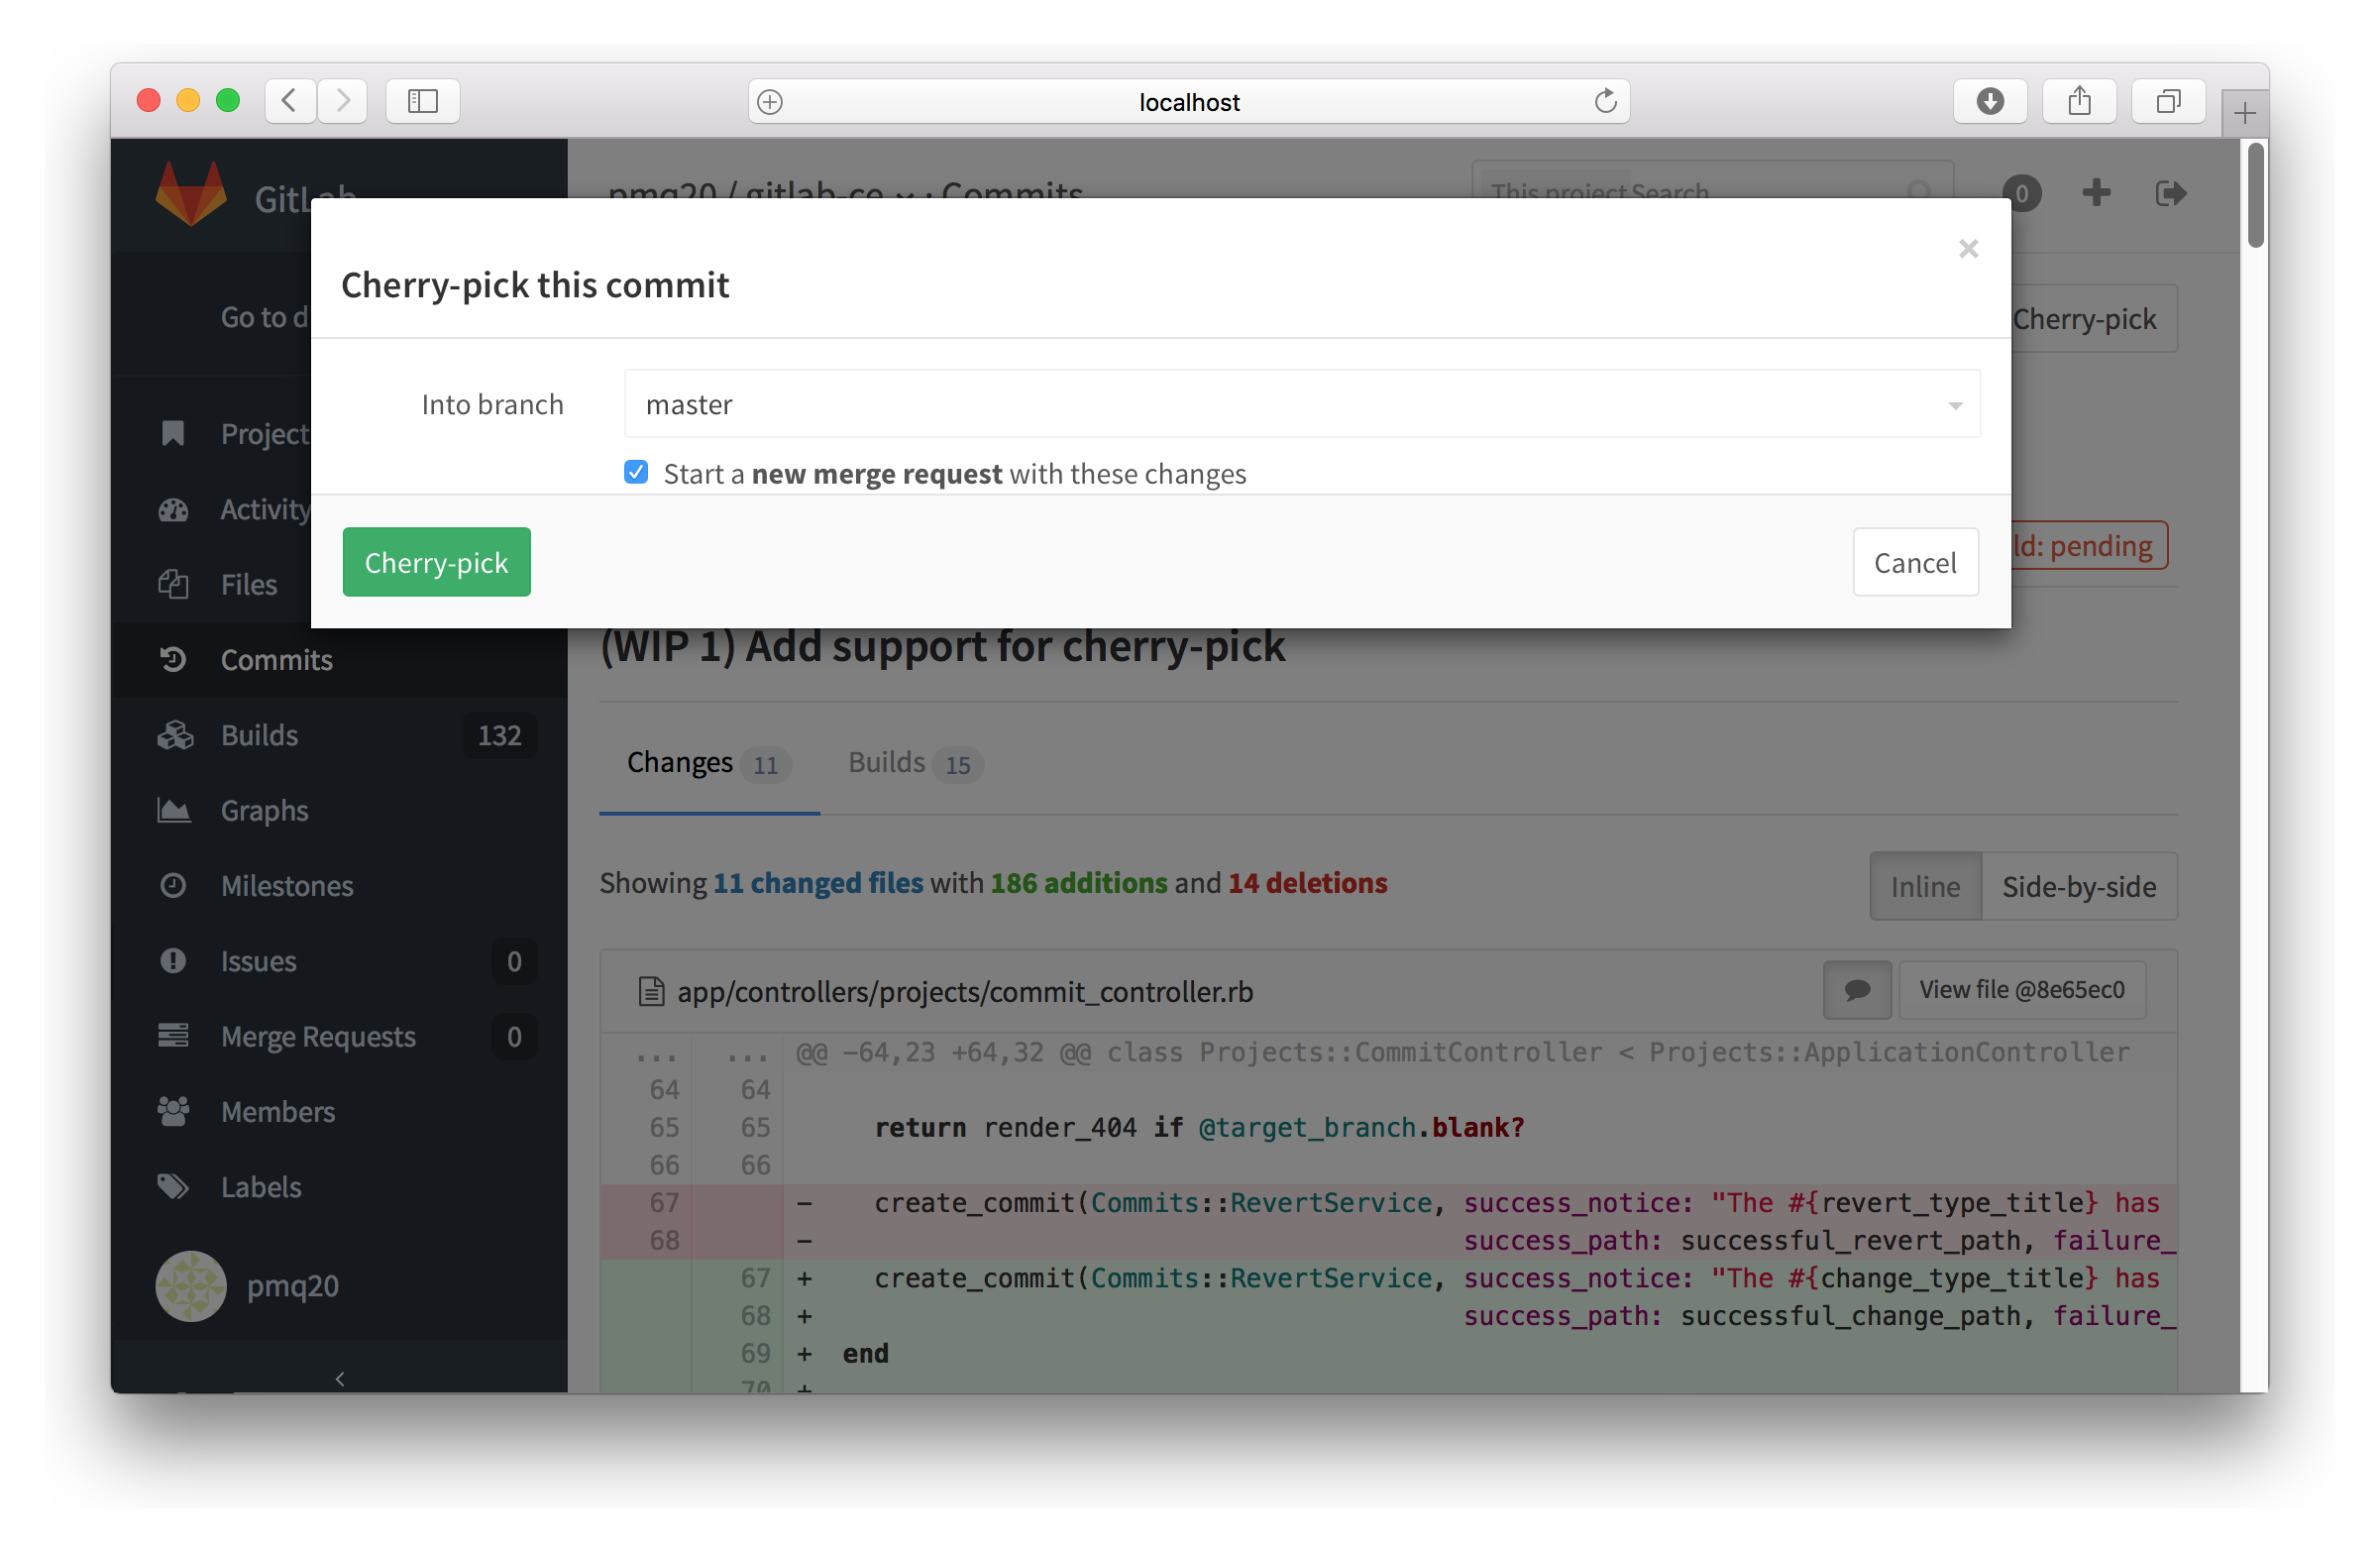 localhost
GitLab
pmq20 / gitlab-ce · Commits
This project Search
0
Cherry-pick this commit
×
Go to d
Cherry-pick
Into branch
master
Project
Start a new merge request with these changes
Activity
Cherry-pick
Cancel
ld: pending
Files
(WIP 1) Add support for cherry-pick
Commits
Builds 132
Changes 11 Builds 15
Graphs
Milestones
Showing 11 changed files with 186 additions and 14 deletions
Inline Side-by-side
Issues 0
app/controllers/projects/commit_controller.rb
View file @8e65ec0
Merge Requests 0
... ... @@ -64,23 +64,32 @@ class Projects::CommitController < Projects::ApplicationController
64 64
Members
65 65 return render_404 if @target_branch.blank?
66 66
Labels
67 - create_commit(Commits::RevertService, success_notice: "The #{revert_type_title} has
68 - success_path: successful_revert_path, failure_
pmq20
67 + create_commit(Commits::RevertService, success_notice: "The #{change_type_title} has
68 + success_path: successful_change_path, failure_
69 + end
70 +